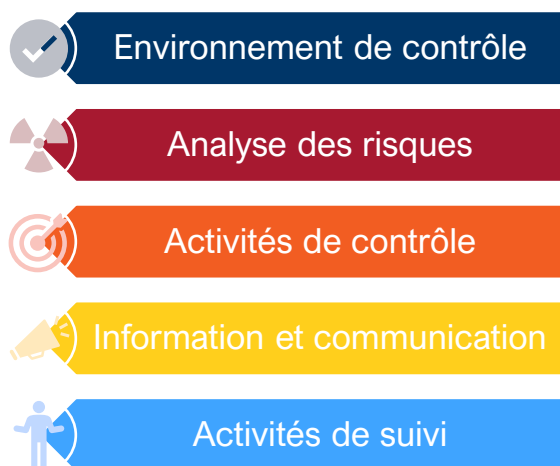 Environnement de contrôle
Analyse des risques
Activités de contrôle
Information et communication
Activités de suivi